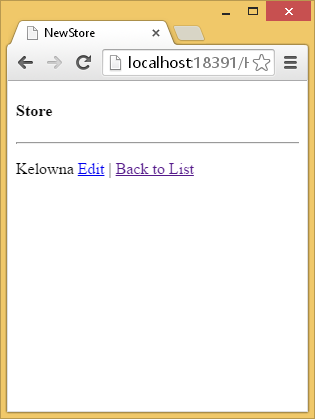 NewStore
localhost:18391/H
Store
Kelowna Edit | Back to List